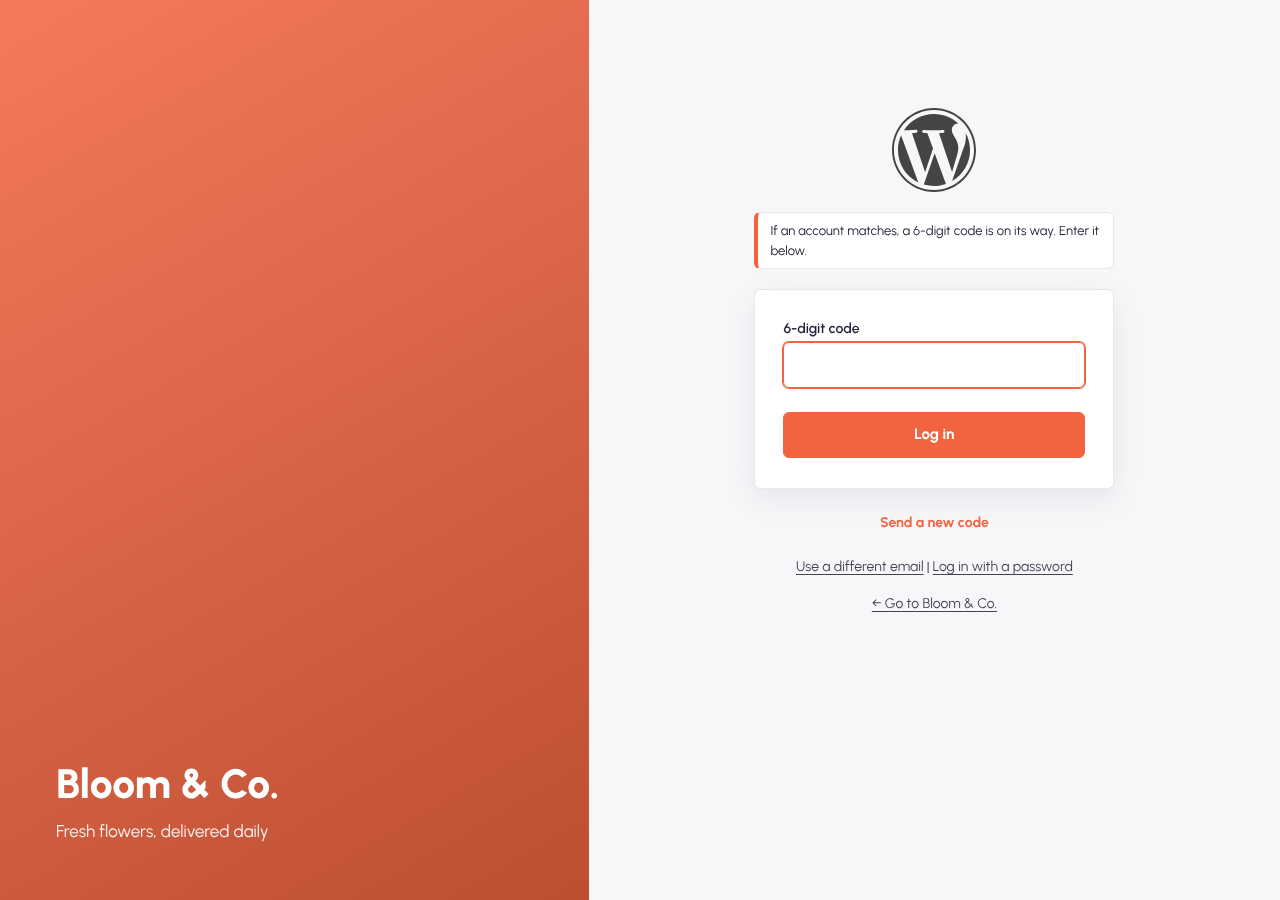 If an account matches, a 6-digit code is on its way. Enter it
below.
6-digit code
Log in
Send a new code
Use a different email | Log in with a password
← Go to Bloom & Co.
Bloom & Co.
Fresh flowers, delivered daily